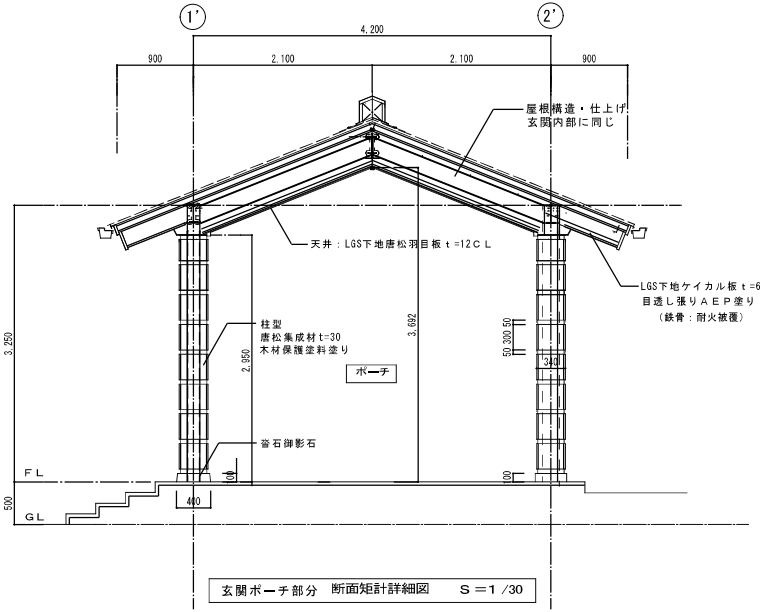 1’ 2’
4.200
900 2.100 2.100 900
屋根構造・仕上げ
玄関内部に同じ
天井：LGS下地唐松羽目板 t=12CL
LGS下地ケイカル板 t=6
目透し張りAEP塗り
(鉄骨：耐火被覆)
柱型
唐松集成材t=30
木材保護塗料塗り
3,250
2,950
3,692
50
300
50
340
ポーチ
沓石御影石
100
100
400
FL
500
GL
玄関ポーチ部分 断面矩計詳細図 S=1/30